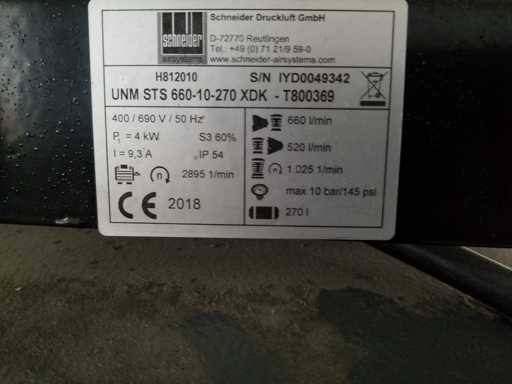 schneider
airsystems
Schneider Druckluft GmbH
D-72770 Reutlingen
Tel.: +49 (0) 71 21/9 59-0
www.schneider-airsystems.com
H812010 S/N IYD0049342
UNM STS 660-10-270 XDK - T800369
400 / 690 V / 50 Hz
P₁ = 4 kW S3 60%
I = 9,3 A IP 54
n 2895 1/min
CE 2018
660 l/min
520 l/min
n 1.025 1/min
max 10 bar/145 psi
270 l